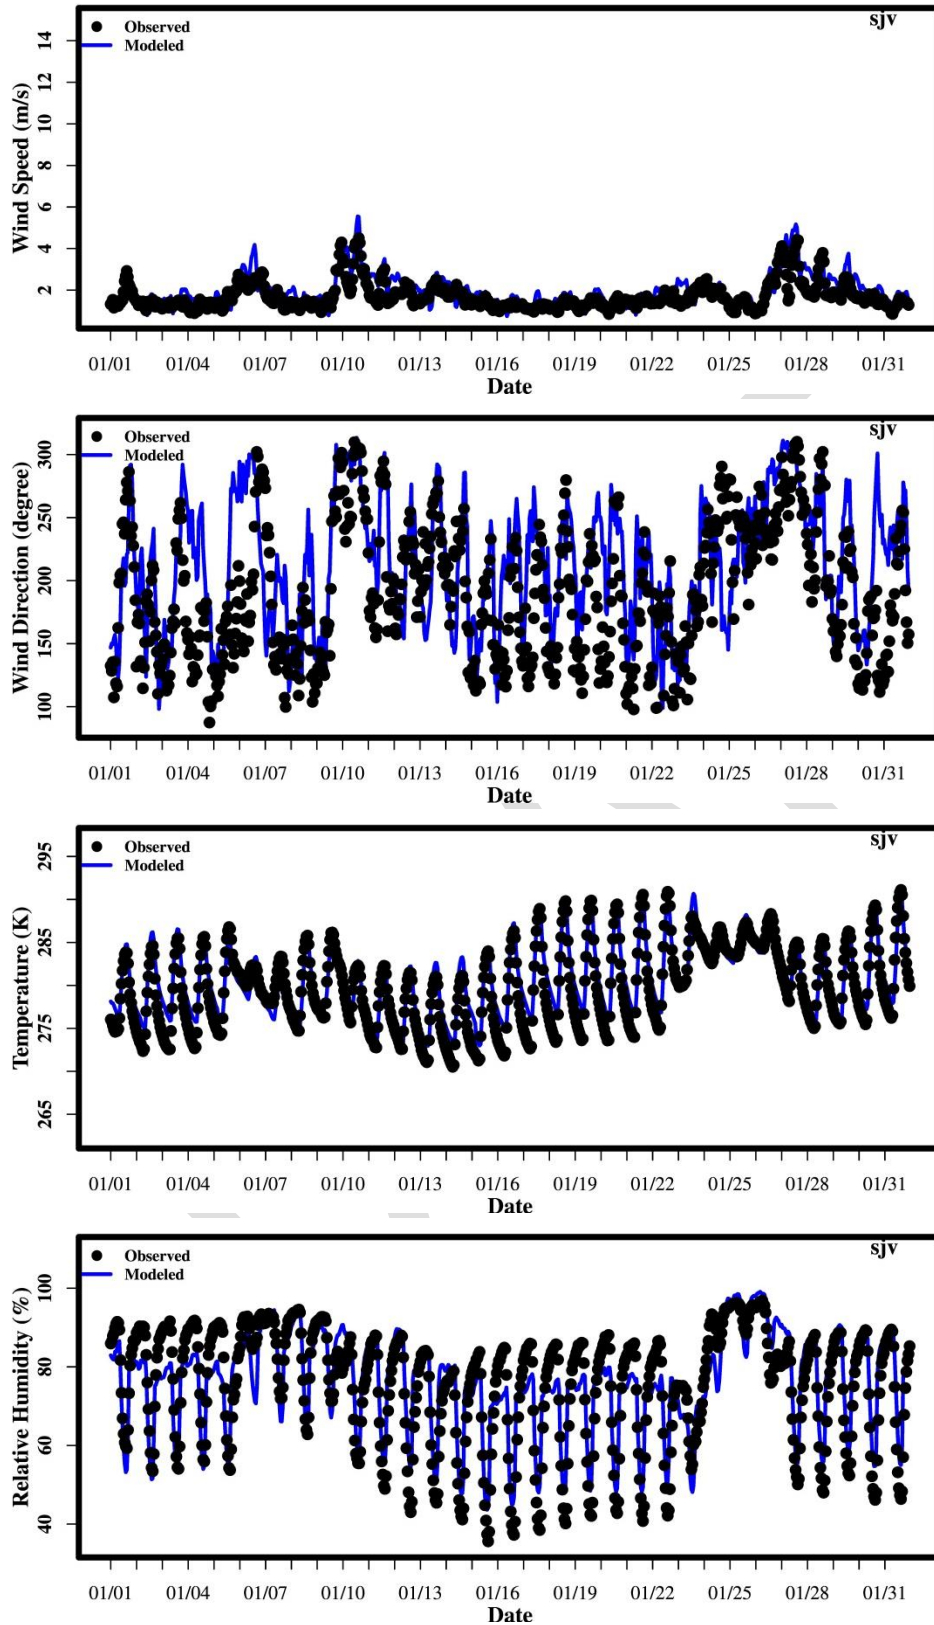 sjv
Observed
Modeled
Wind Speed (m/s)
14
12
10
8
6
4
2
01/01 01/04 01/07 01/10 01/13 01/16 01/19 01/22 01/25 01/28 01/31
Date
sjv
Observed
Modeled
Wind Direction (degree)
300
250
200
150
100
01/01 01/04 01/07 01/10 01/13 01/16 01/19 01/22 01/25 01/28 01/31
Date
sjv
Observed
Modeled
Temperature (K)
295
285
275
265
01/01 01/04 01/07 01/10 01/13 01/16 01/19 01/22 01/25 01/28 01/31
Date
sjv
Observed
Modeled
Relative Humidity (%)
100
80
60
40
01/01 01/04 01/07 01/10 01/13 01/16 01/19 01/22 01/25 01/28 01/31
Date